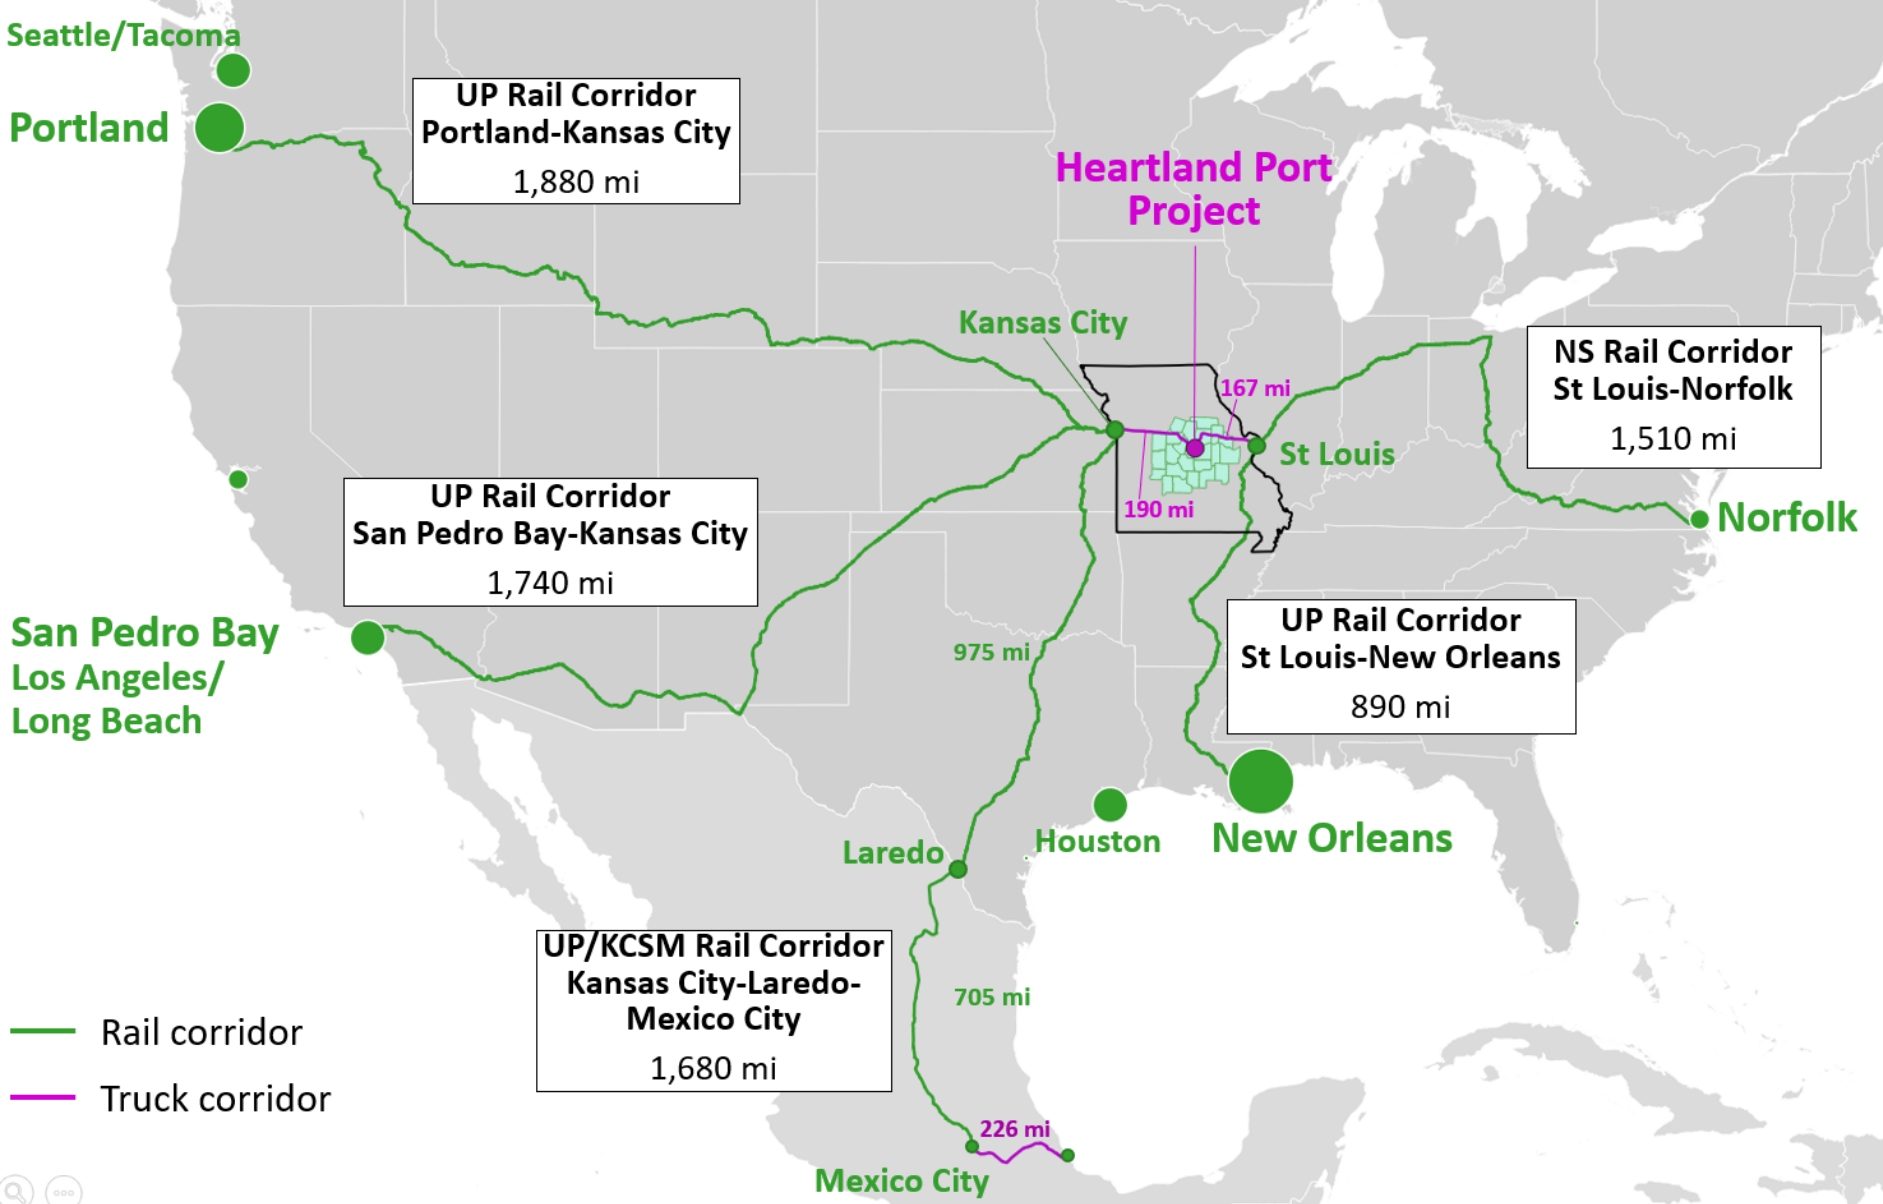 Seattle/Tacoma
Portland
UP Rail Corridor
Portland-Kansas City
1,880 mi
Heartland Port
Project
Kansas City
167 mi
NS Rail Corridor
St Louis-Norfolk
1,510 mi
St Louis
190 mi
Norfolk
UP Rail Corridor
San Pedro Bay-Kansas City
1,740 mi
San Pedro Bay
Los Angeles/
Long Beach
975 mi
UP Rail Corridor
St Louis-New Orleans
890 mi
Laredo
Houston
New Orleans
UP/KCSM Rail Corridor
Kansas City-Laredo-
Mexico City
1,680 mi
705 mi
Rail corridor
Truck corridor
226 mi
Mexico City